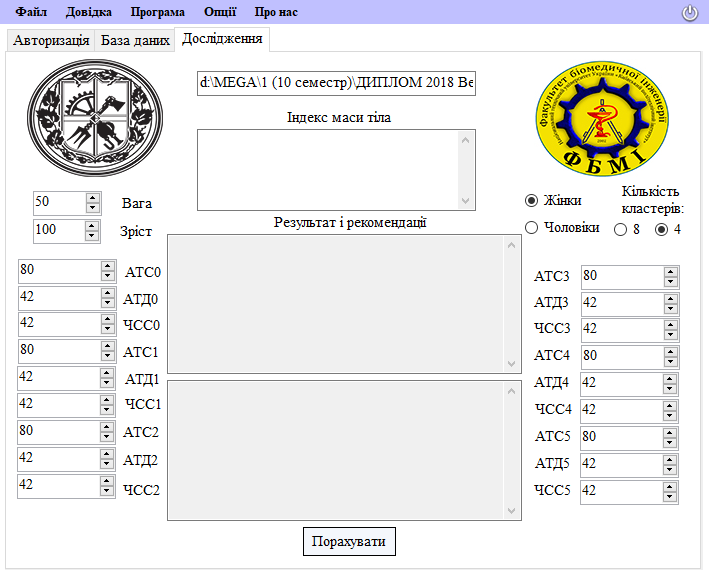 Файл Довідка Програма Опції Про нас
Авторизація База даних Дослідження
d:\MEGA\1 (10 семестр)\ДИПЛОМ 2018 Ве
Факультет біомедичної інженерії
ФБМІ
Індекс маси тіла
50 Вага
100 Зріст
Жінки
Чоловіки
Кількість
кластерів:
8 4
Результат і рекомендації
80 АТС0
42 АТД0
42 ЧСС0
80 АТС1
42 АТД1
42 ЧСС1
80 АТС2
42 АТД2
42 ЧСС2
АТС3 80
АТД3 42
ЧСС3 42
АТС4 80
АТД4 42
ЧСС4 42
АТС5 80
АТД5 42
ЧСС5 42
Порахувати